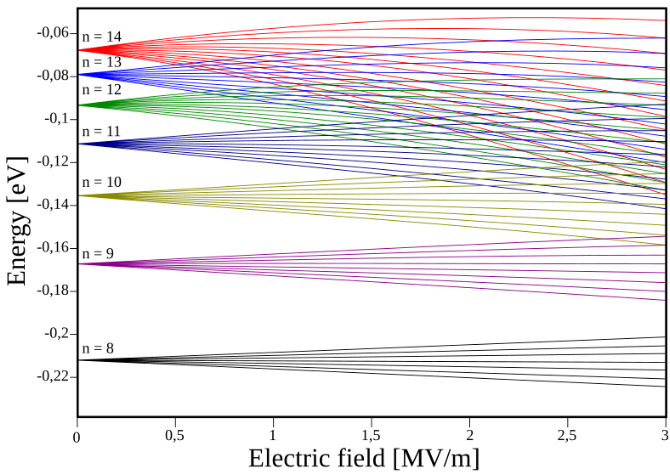 -0,06
-0,08
-0,1
-0,12
-0,14
-0,16
-0,18
-0,2
-0,22
Energy [eV]
n = 14
n = 13
n = 12
n = 11
n = 10
n = 9
n = 8
0 0,5 1 1,5 2 2,5 3
Electric field [MV/m]